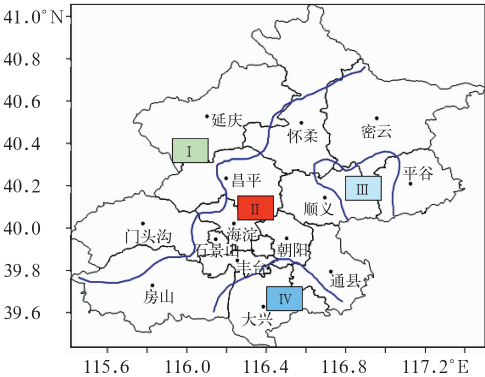 41.0°N
40.8
40.6
40.4
40.2
40.0
39.8
39.6
延庆
怀柔
密云
I
昌平
平谷
III
顺义
II
门头沟
海淀
石景山
朝阳
丰台
通县
房山
IV
大兴
115.6
116.0
116.4
116.8
117.2°E